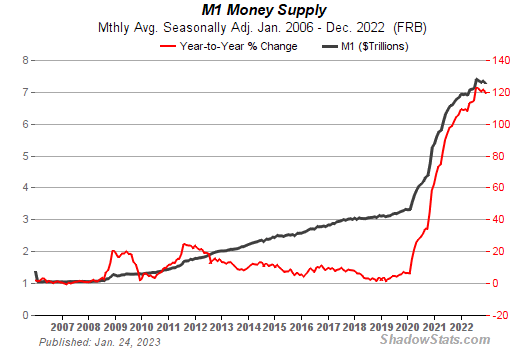 M1 Money Supply
Mthly Avg. Seasonally Adj. Jan. 2006 - Dec. 2022 (FRB)
Year-to-Year % Change M1 ($Trillions)
8 140
7 120
6 100
5 80
4 60
3 40
2 20
1 0
0 -20
2007 2008 2009 2010 2011 2012 2013 2014 2015 2016 2017 2018 2019 2020 2021 2022
Published: Jan. 24, 2023
ShadowStats.com